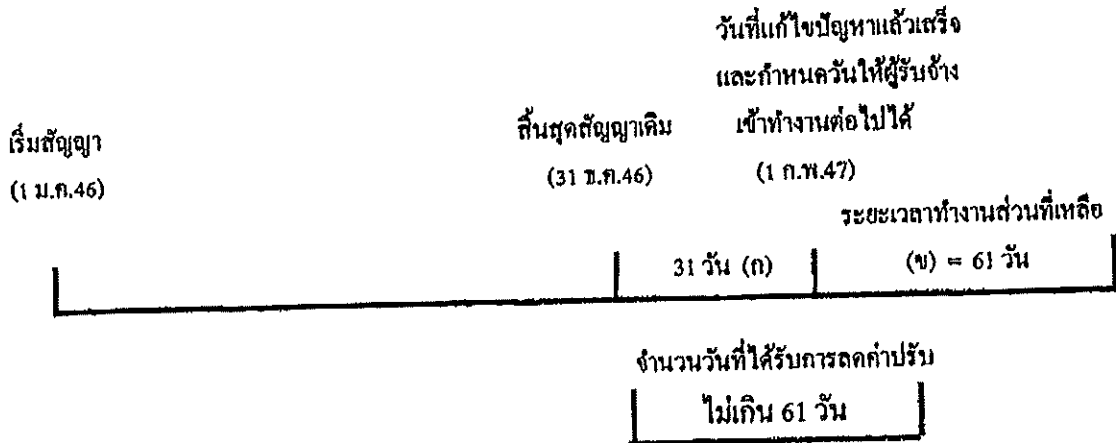 วันที่แก้ไขปัญหาแล้วเสร็จ
และกำหนดวันให้ผู้รับจ้าง
เริ่มสัญญา
สิ้นสุดสัญญาเดิม
เข้าทำงานต่อไปได้
(1 ม.ค.46)
(31 ธ.ค.46)
(1 ก.พ.47)
ระยะเวลาทำงานส่วนที่เหลือ
31 วัน (ก)
(ข) = 61 วัน
จำนวนวันที่ได้รับการลดค่าปรับ
ไม่เกิน 61 วัน